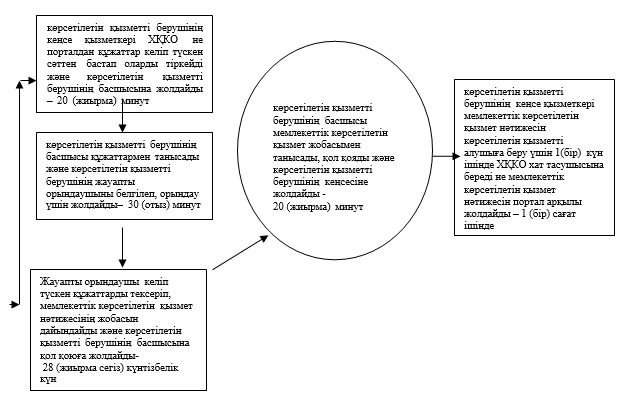 көрсетілетін қызметті берушінің
кеңсе қызметкері ХҚКО не
порталдан құжаттар келіп түскен
сәттен бастап оларды тіркейді
және көрсетілетін қызметті
берушінің басшысына жолдайды
– 20 (жиырма) минут
көрсетілетін қызметті берушінің
басшысы құжаттармен танысады
және көрсетілетін қызметті
берушінің жауапты
орындаушыны белгілеп, орындау
үшін жолдайды– 30 (отыз) минут
Жауапты орындаушы келіп
түскен құжаттарды тексеріп,
мемлекеттік көрсетілетін қызмет
нәтижесінің жобасын
дайындайды және көрсетілетін
қызметті берушінің басшысына
қол қоюға жолдайды-
28 (жиырма сегіз) күнтізбелік
күн
көрсетілетін қызметті
берушінің басшысы
мемлекеттік көрсетілетін
қызмет жобасымен
танысады, қол қояды және
көрсетілетін қызметті
берушінің кеңсесіне
жолдайды -
20 (жиырма) минут
көрсетілетін қызметті
берушінің кеңсе қызметкері
мемлекеттік көрсетілетін
қызмет нәтижесін
көрсетілетін қызметті
алушыға беру үшін 1(бір) күн
ішінде ХҚКО хат тасушысына
береді не мемлекеттік
көрсетілетін қызмет
нәтижесін портал арқылы
жолдайды – 1 (бір) сағат
ішінде